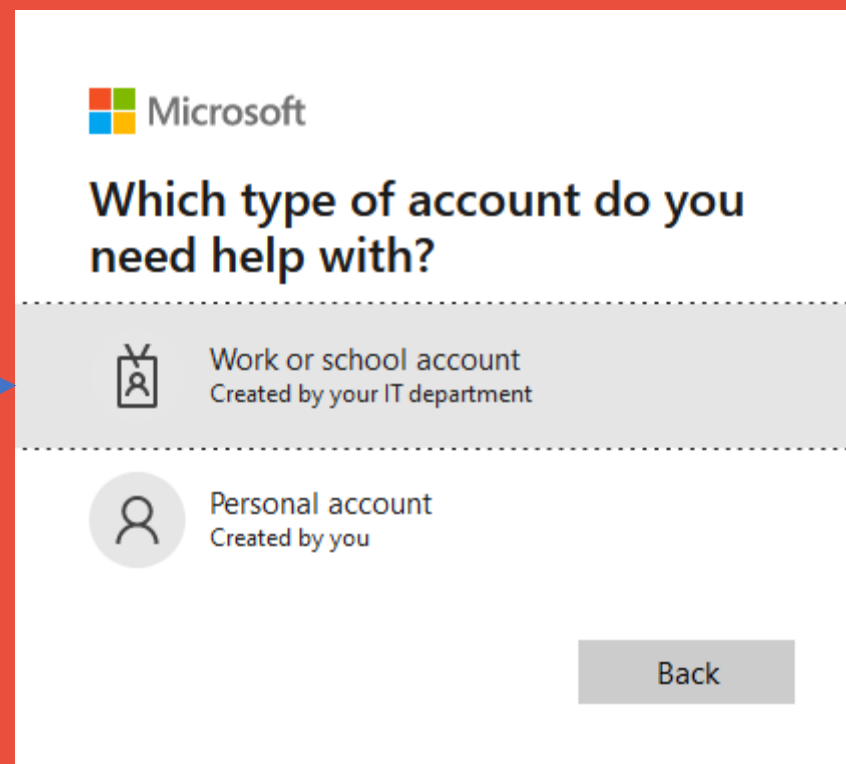 Microsoft
Which type of account do you
need help with?
Work or school account
Created by your IT department
Personal account
Created by you
Back